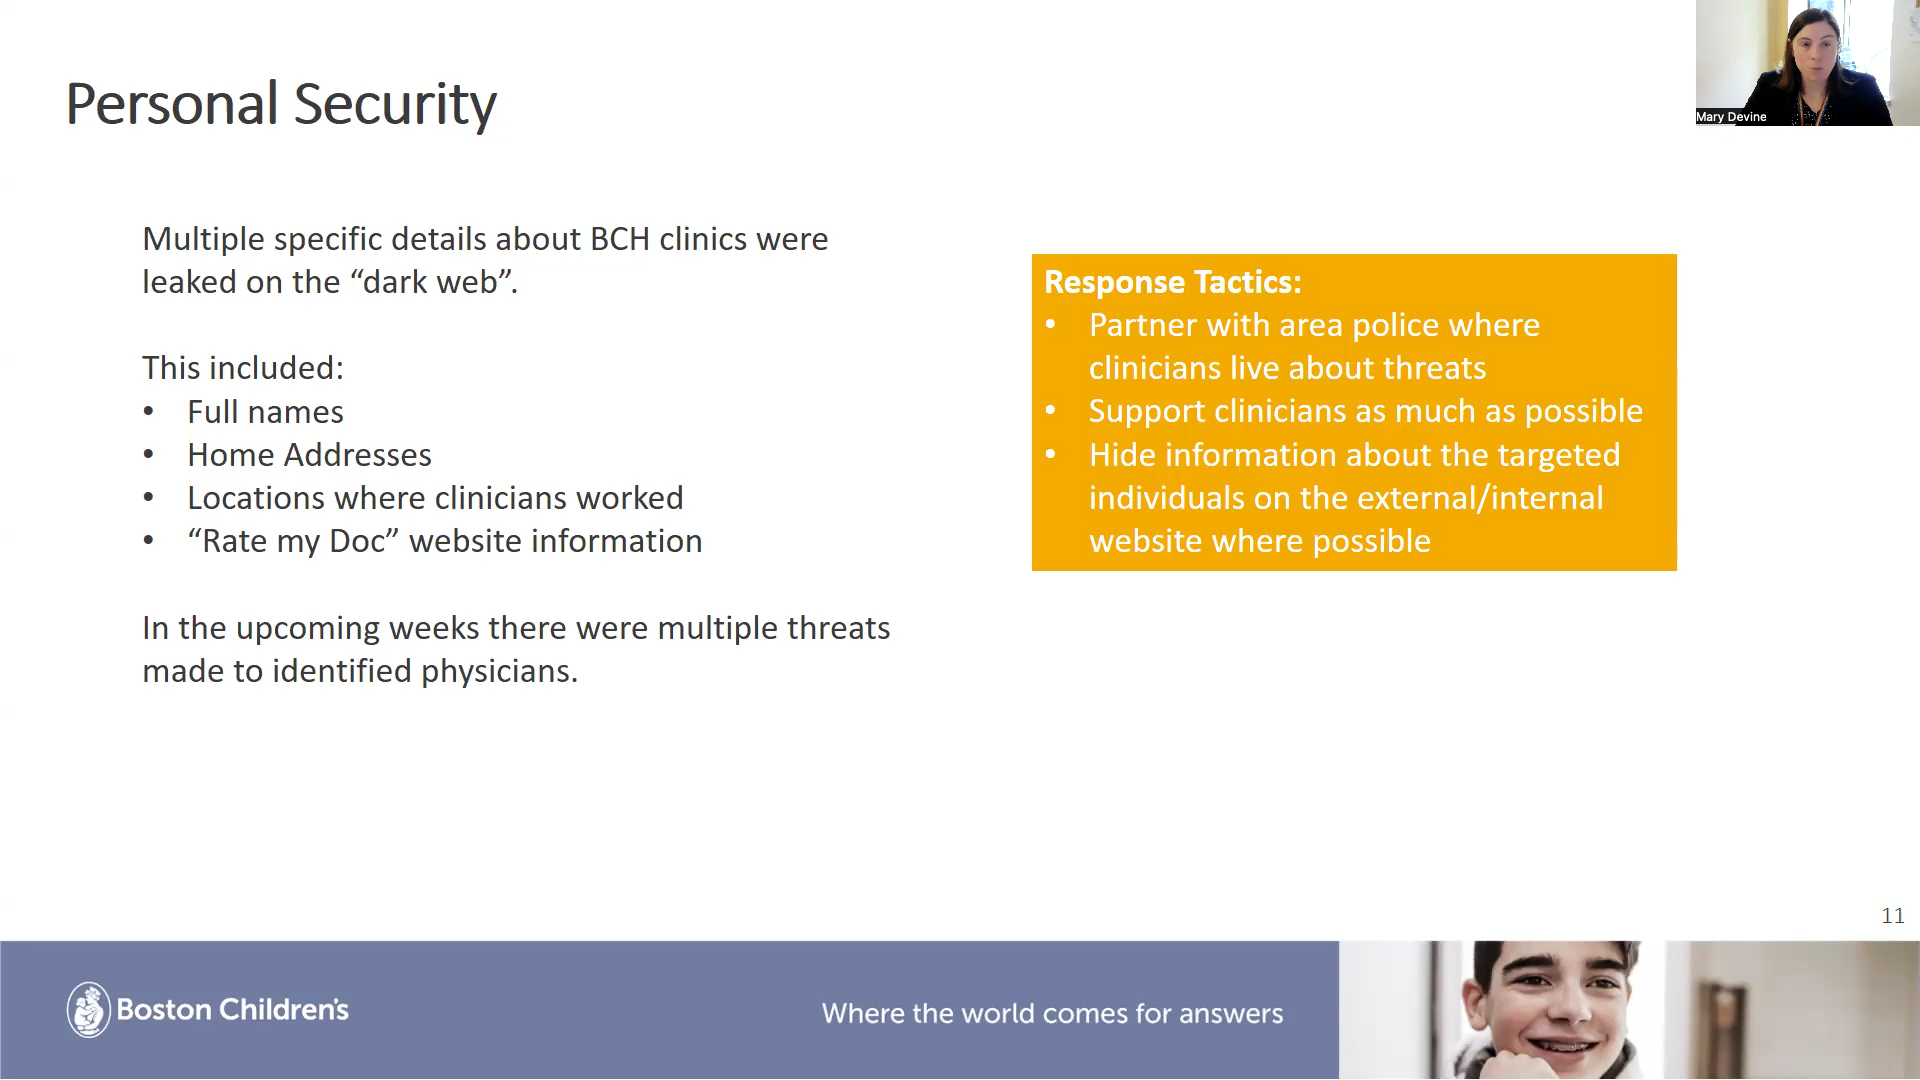 Personal Security
Mary Devine
Multiple specific details about BCH clinics were
leaked on the “dark web”.
This included:
• Full names
• Home Addresses
• Locations where clinicians worked
• “Rate my Doc” website information
In the upcoming weeks there were multiple threats
made to identified physicians.
Response Tactics:
• Partner with area police where
clinicians live about threats
• Support clinicians as much as possible
• Hide information about the targeted
individuals on the external/internal
website where possible
11
Boston Children's
Where the world comes for answers